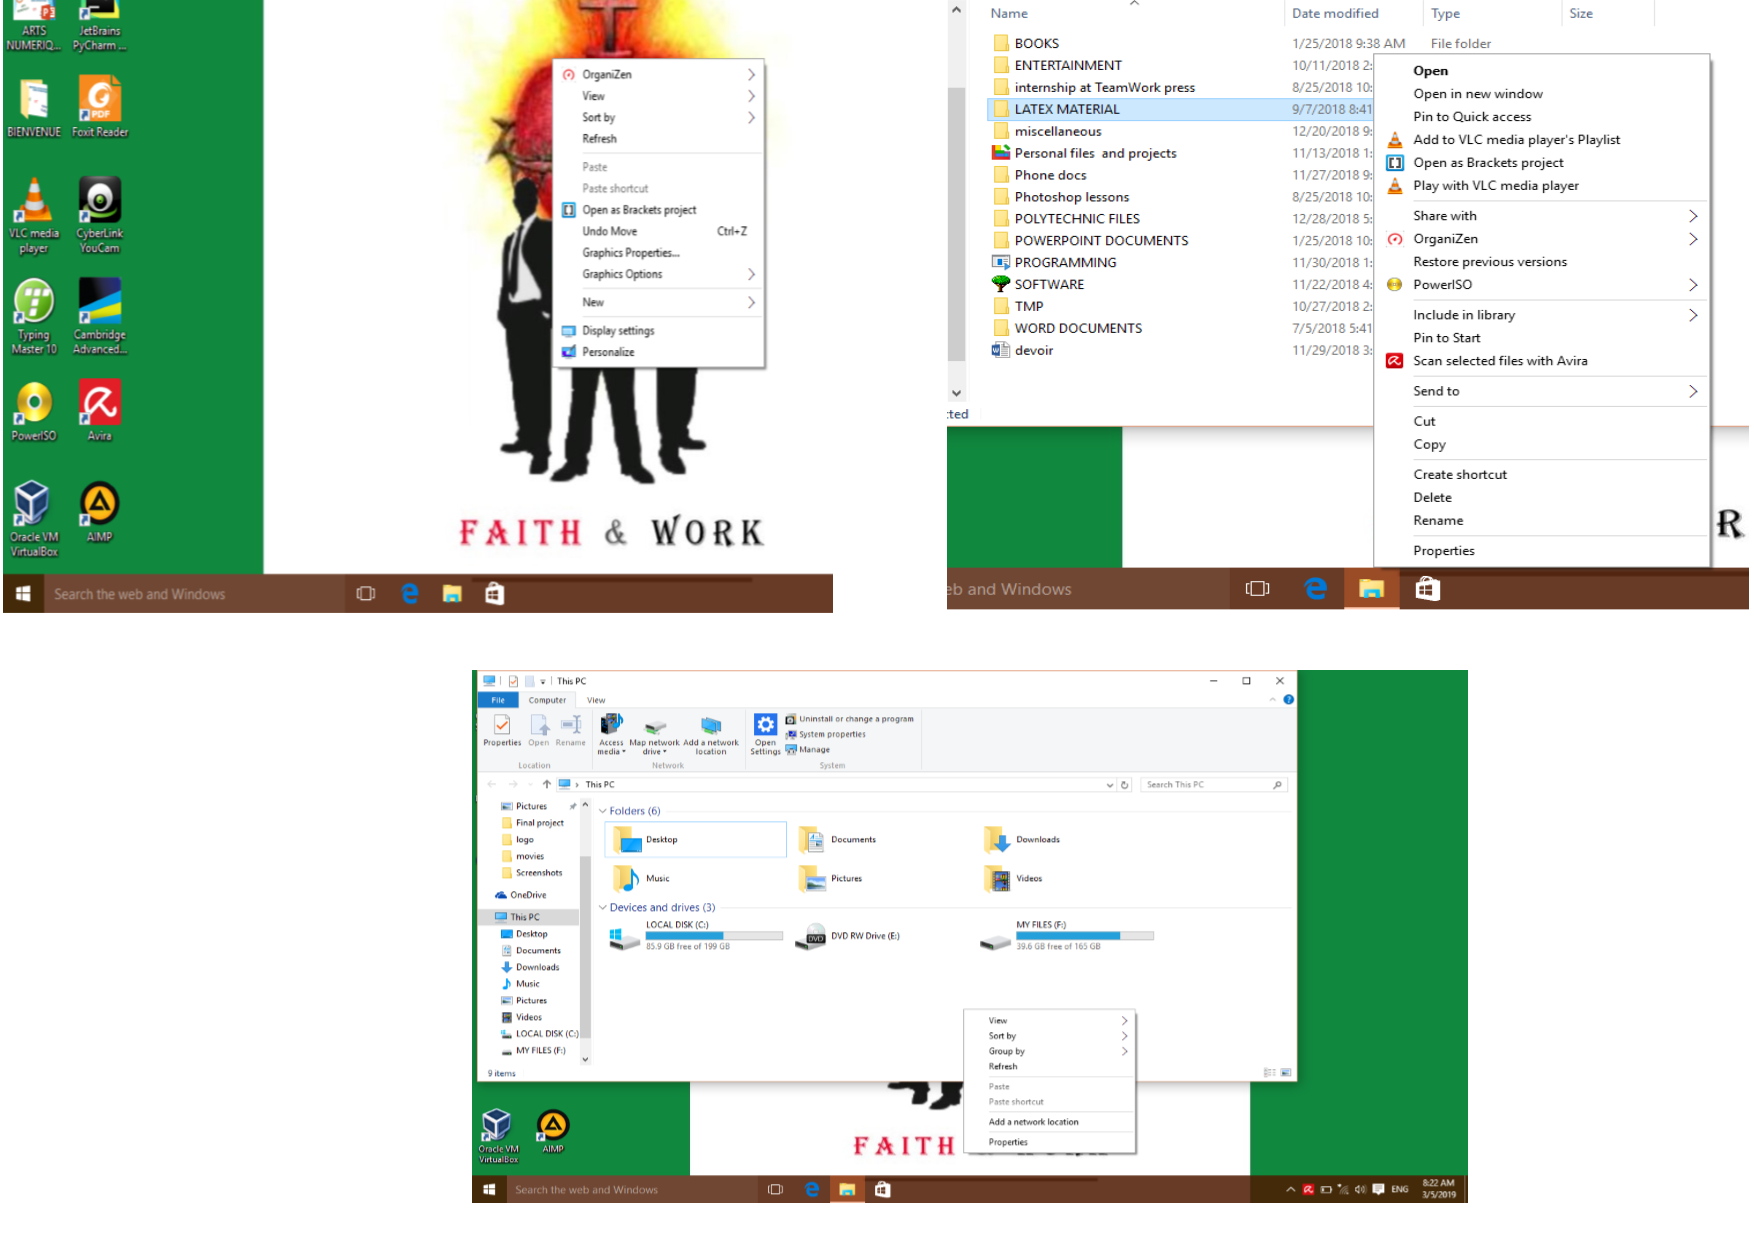 ARTS
NUMERIQ...
JetBrains
PyCharm ...
BIENVENUE
Foxit Reader
VLC media
player
CyberLink
YouCam
Typing
Master 10
Cambridge
Advanced...
PowerISO
Avira
Oracle VM
VirtualBox
AIMP
OrganiZen
View
Sort by
Refresh
Paste
Paste shortcut
Open as Brackets project
Undo Move Ctrl+Z
Graphics Properties...
Graphics Options
New
Display settings
Personalize
FAITH & WORK
Search the web and Windows
Name Date modified Type Size
BOOKS 1/25/2018 9:38 AM File folder
ENTERTAINMENT 10/11/2018 2:
internship at TeamWork press 8/25/2018 10:
LATEX MATERIAL 9/7/2018 8:41
miscellaneous 12/20/2018 9:
Personal files and projects 11/13/2018 1:
Phone docs 11/27/2018 9:
Photoshop lessons 8/25/2018 10:
POLYTECHNIC FILES 12/28/2018 5:
POWERPOINT DOCUMENTS 1/25/2018 10:
PROGRAMMING 11/30/2018 1:
SOFTWARE 11/22/2018 4:
TMP 10/27/2018 2:
WORD DOCUMENTS 7/5/2018 5:41
devoir 11/29/2018 3:
cted
Open
Open in new window
Pin to Quick access
Add to VLC media player's Playlist
Open as Brackets project
Play with VLC media player
Share with
OrganiZen
Restore previous versions
PowerISO
Include in library
Pin to Start
Scan selected files with Avira
Send to
Cut
Copy
Create shortcut
Delete
Rename
Properties
R
eb and Windows
This PC
File Computer View
Properties Open Rename
Access media Map network drive Add a network location
Open Settings
Uninstall or change a program
System properties
Manage
Location Network System
This PC
Search This PC
Pictures
Final project
logo
movies
Screenshots
OneDrive
This PC
Desktop
Documents
Downloads
Music
Pictures
Videos
LOCAL DISK (C:)
MY FILES (F:)
9 items
Folders (6)
Desktop Documents Downloads
Music Pictures Videos
Devices and drives (3)
LOCAL DISK (C:)
85.9 GB free of 199 GB
DVD RW Drive (E:)
DVD
MY FILES (F:)
39.6 GB free of 165 GB
View
Sort by
Group by
Refresh
Paste
Paste shortcut
Add a network location
Properties
Oracle VM
VirtualBox
AIMP
FAITH
Search the web and Windows
ENG
8:22 AM
3/5/2019